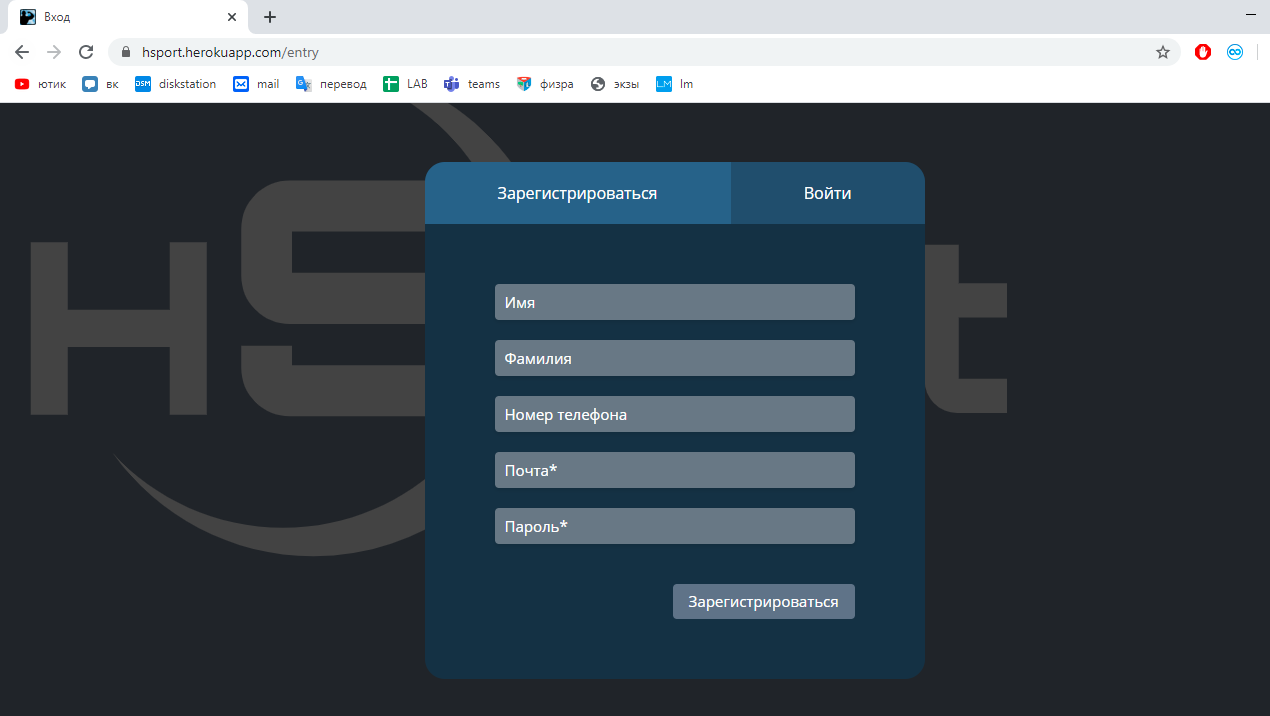 Вход
hsport.herokuapp.com/entry
ютик вк DSM diskstation mail G перевод LAB teams физра экзы LM lm
Зарегистрироваться Войти
HS t
Имя
Фамилия
Номер телефона
Почта*
Пароль*
Зарегистрироваться